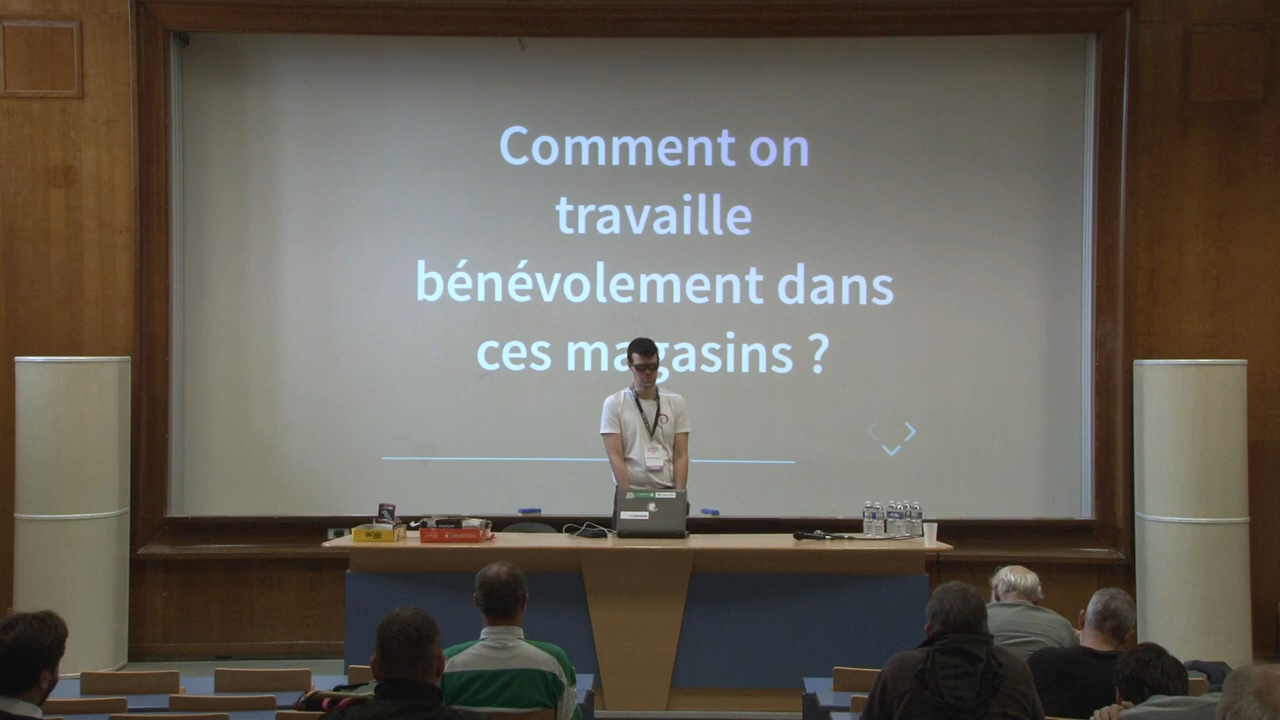 Comment on
travaille
bénévolement dans
ces magasins ?